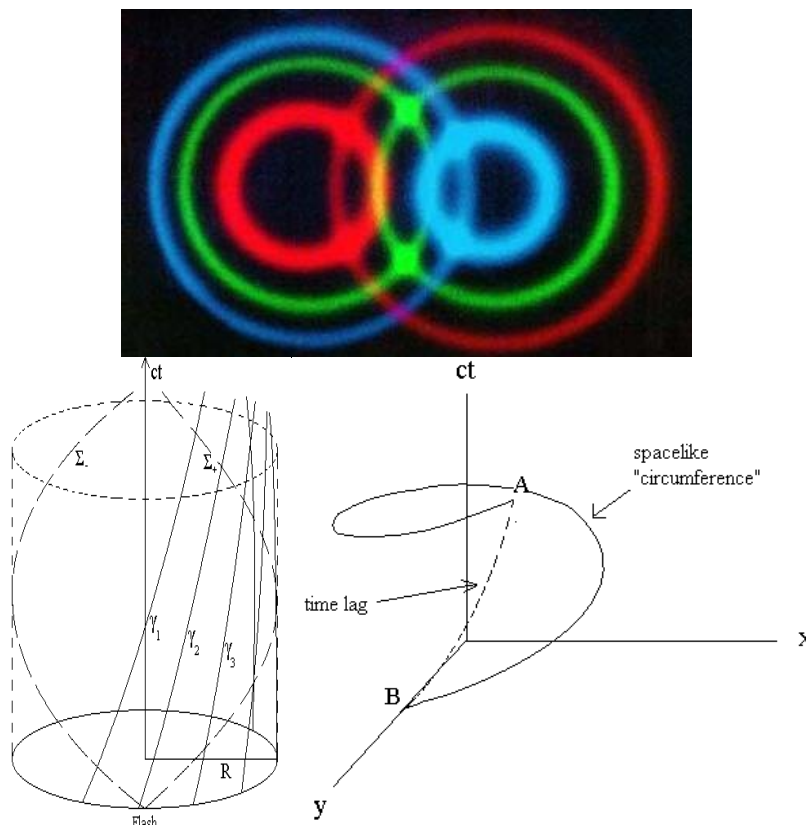 ct
Σ-
Σ+
γ1
γ2
γ3
R
Flash
ct
spacelike
"circumference"
A
time lag
x
B
y